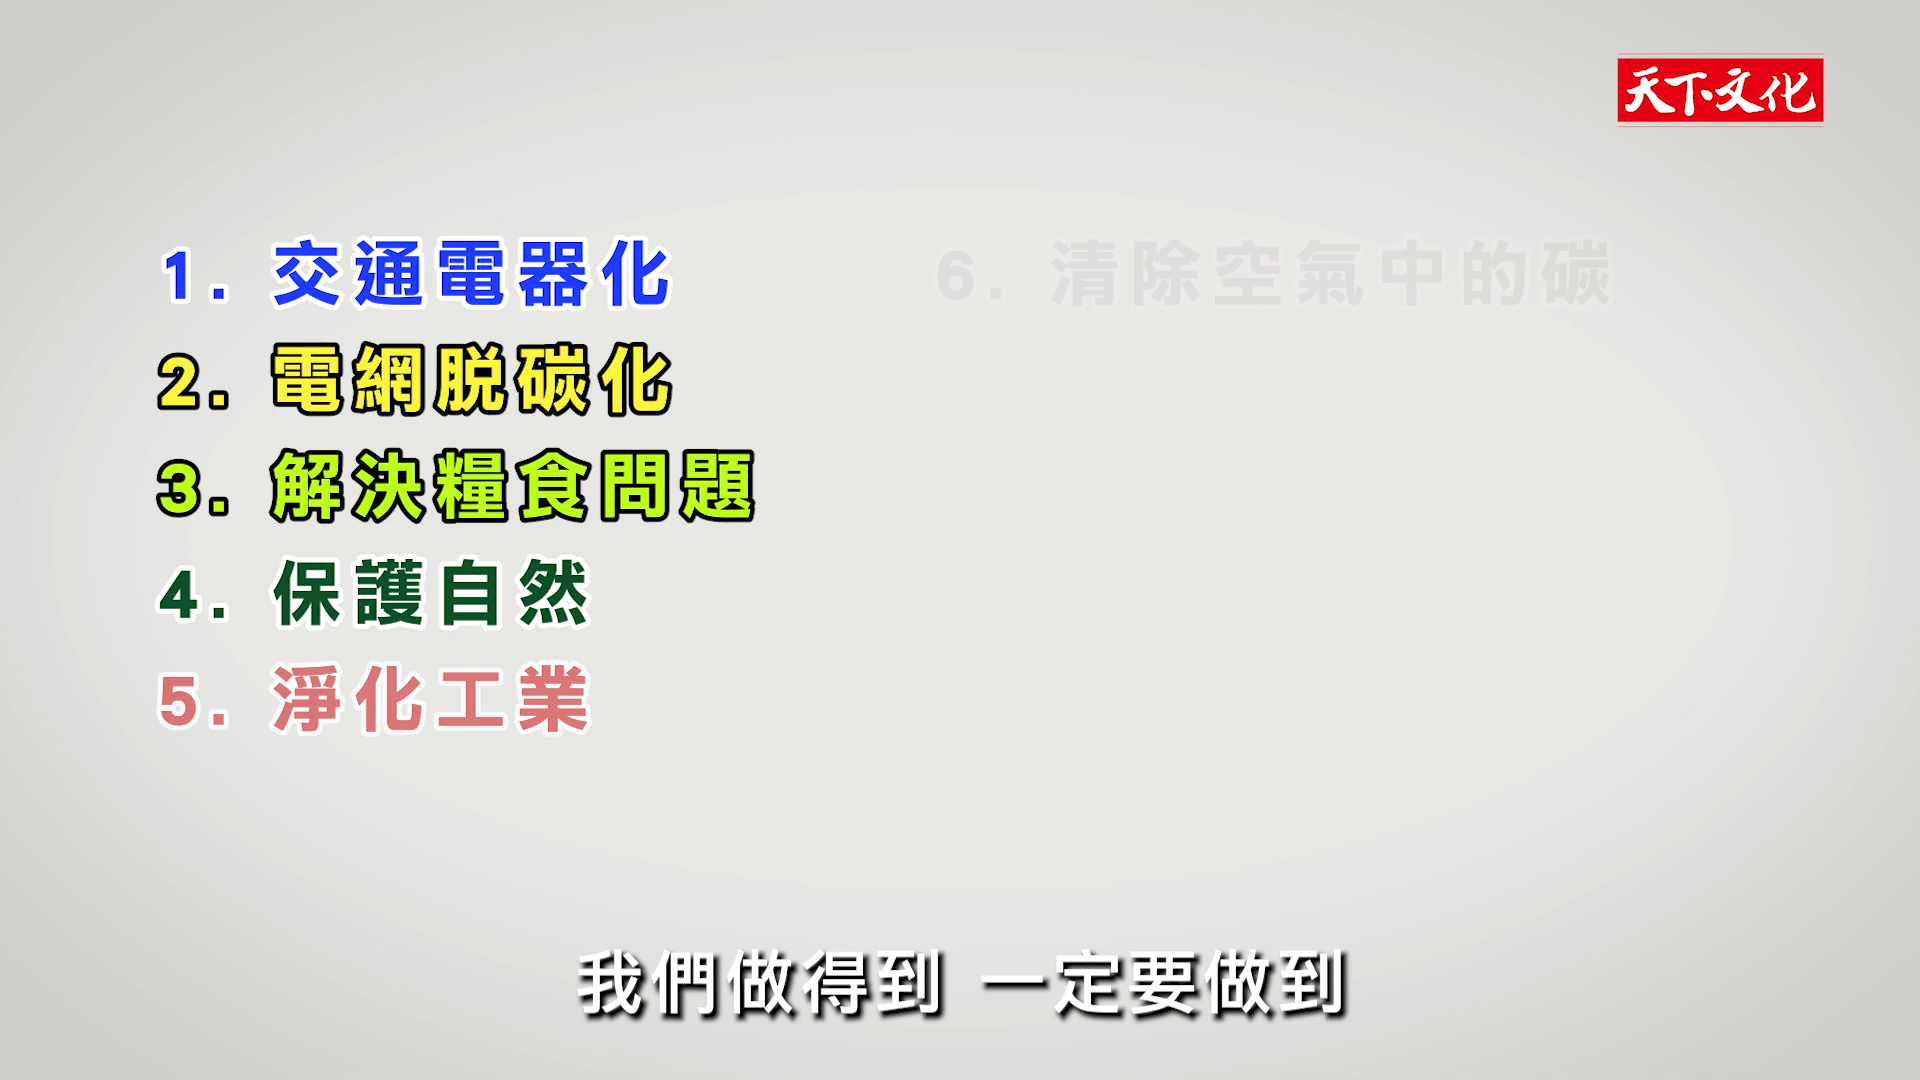 天下文化
1. 交通電器化
2. 電網脫碳化
3. 解決糧食問題
4. 保護自然
5. 淨化工業
6. 清除空氣中的碳
我們做得到 一定要做到